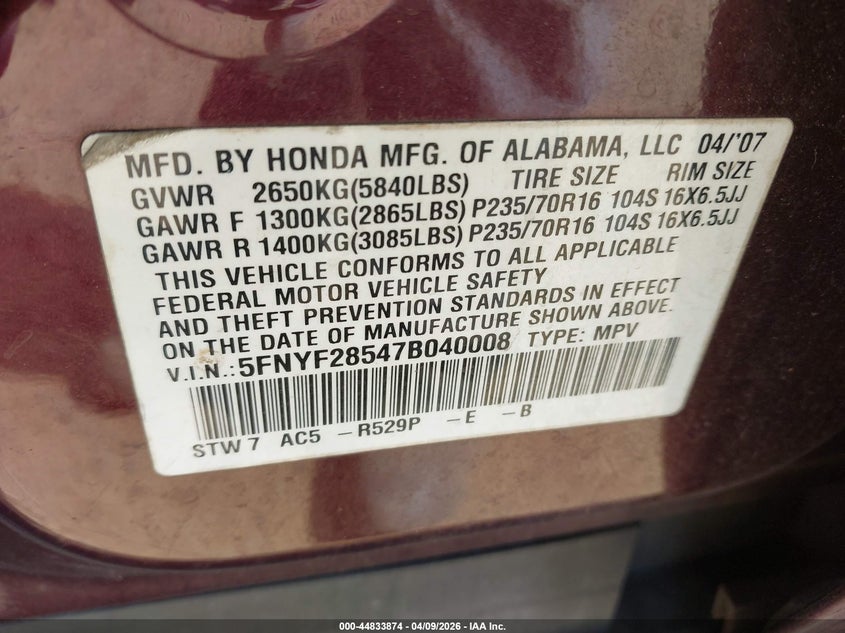 MFD. BY HONDA MFG. OF ALABAMA, LLC 04/'07
GVWR 2650KG(5840LBS) TIRE SIZE RIM SIZE
GAWR F 1300KG(2865LBS) P235/70R16 104S 16X6.5JJ
GAWR R 1400KG(3085LBS) P235/70R16 104S 16X6.5JJ
THIS VEHICLE CONFORMS TO ALL APPLICABLE
FEDERAL MOTOR VEHICLE SAFETY
AND THEFT PREVENTION STANDARDS IN EFFECT
ON THE DATE OF MANUFACTURE SHOWN ABOVE.
V.I.N.:5FNYF28547B040008 TYPE: MPV
STW7 AC5 -R529P -E -B
000-44833874 | 04/09/2026 - IAA Inc.